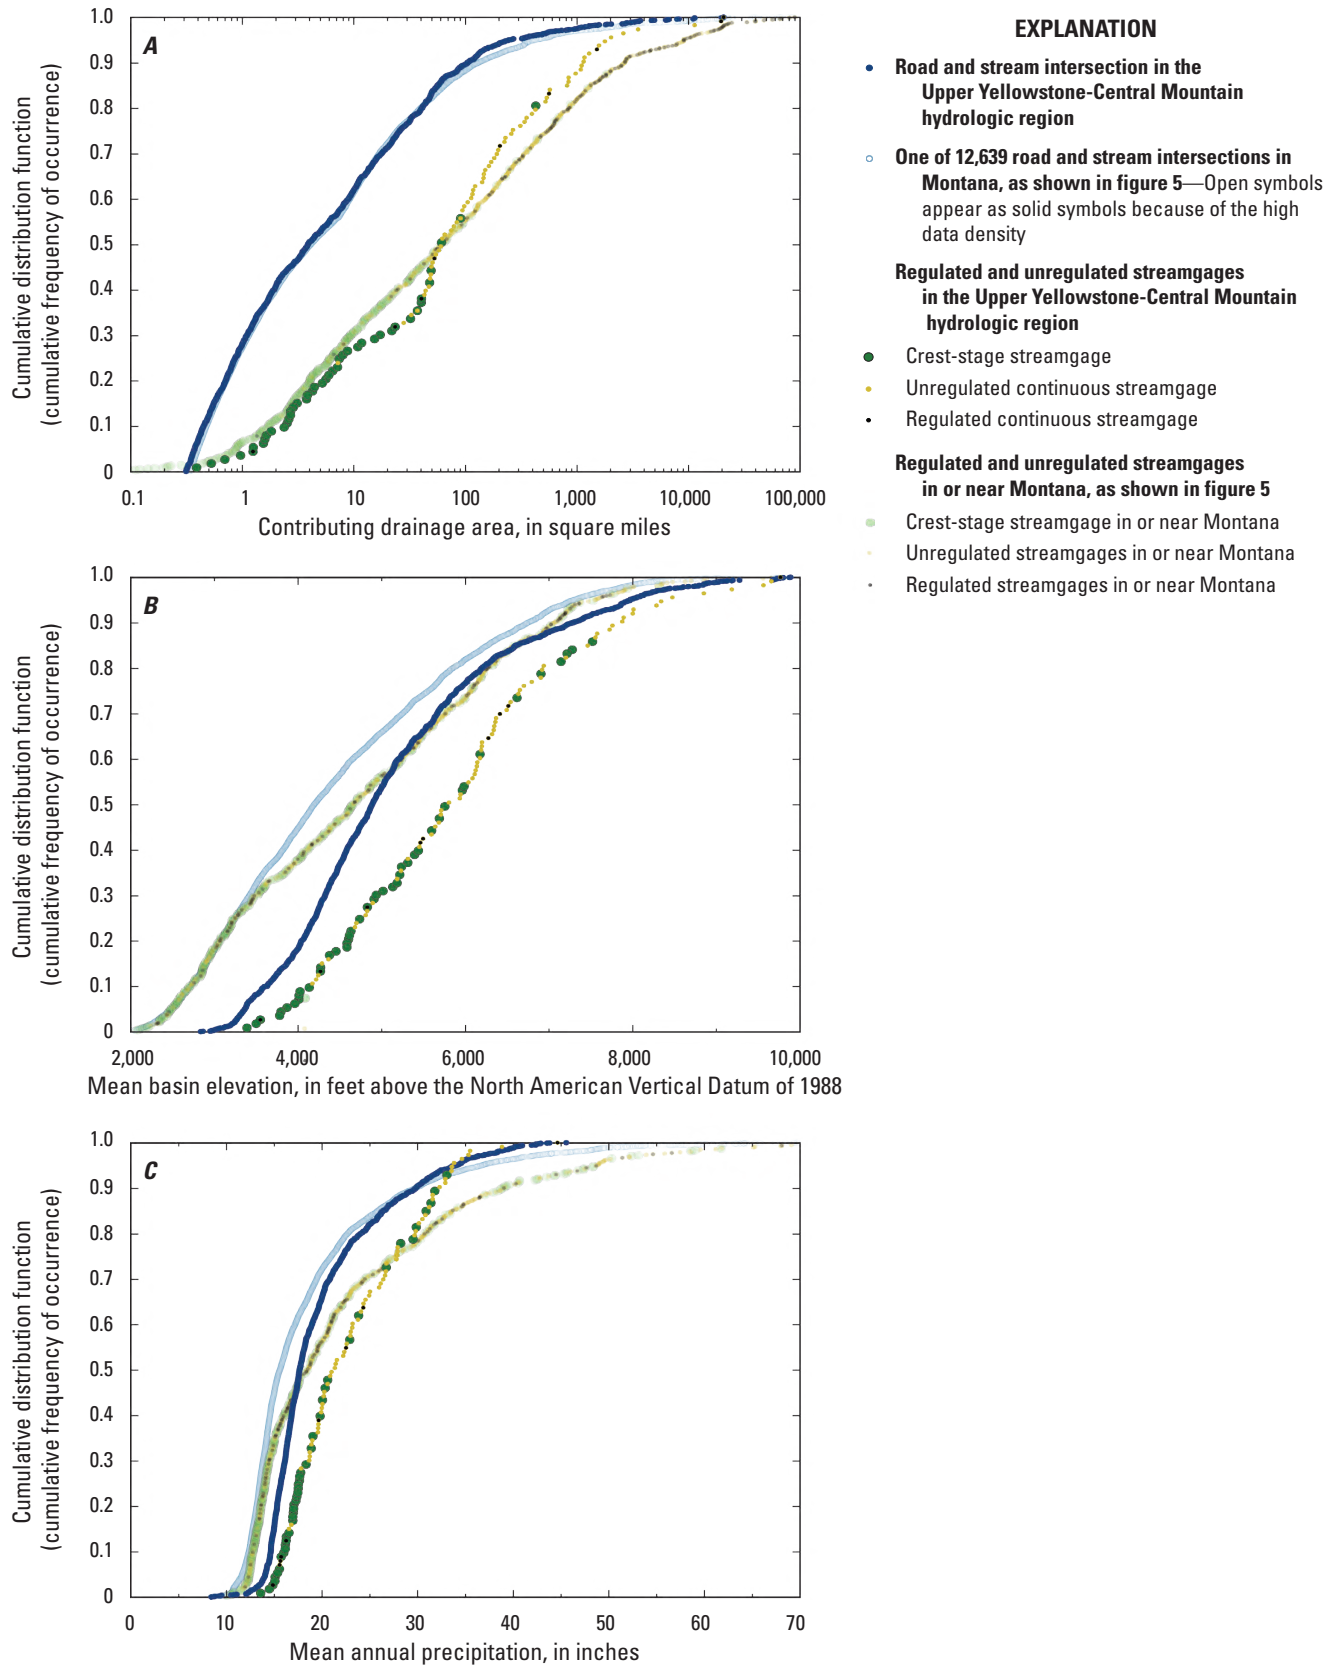 A
1.0
0.9
0.8
0.7
0.6
0.5
0.4
0.3
0.2
0.1
0
Cumulative distribution function
(cumulative frequency of occurrence)
0.1 1 10 100 1,000 10,000 100,000
Contributing drainage area, in square miles
B
1.0
0.9
0.8
0.7
0.6
0.5
0.4
0.3
0.2
0.1
0
Cumulative distribution function
(cumulative frequency of occurrence)
2,000 4,000 6,000 8,000 10,000
Mean basin elevation, in feet above the North American Vertical Datum of 1988
C
1.0
0.9
0.8
0.7
0.6
0.5
0.4
0.3
0.2
0.1
0
Cumulative distribution function
(cumulative frequency of occurrence)
0 10 20 30 40 50 60 70
Mean annual precipitation, in inches
EXPLANATION
Road and stream intersection in the
Upper Yellowstone-Central Mountain
hydrologic region
One of 12,639 road and stream intersections in
Montana, as shown in figure 5—Open symbols
appear as solid symbols because of the high
data density
Regulated and unregulated streamgages
in the Upper Yellowstone-Central Mountain
hydrologic region
Crest-stage streamgage
Unregulated continuous streamgage
Regulated continuous streamgage
Regulated and unregulated streamgages
in or near Montana, as shown in figure 5
Crest-stage streamgage in or near Montana
Unregulated streamgages in or near Montana
Regulated streamgages in or near Montana